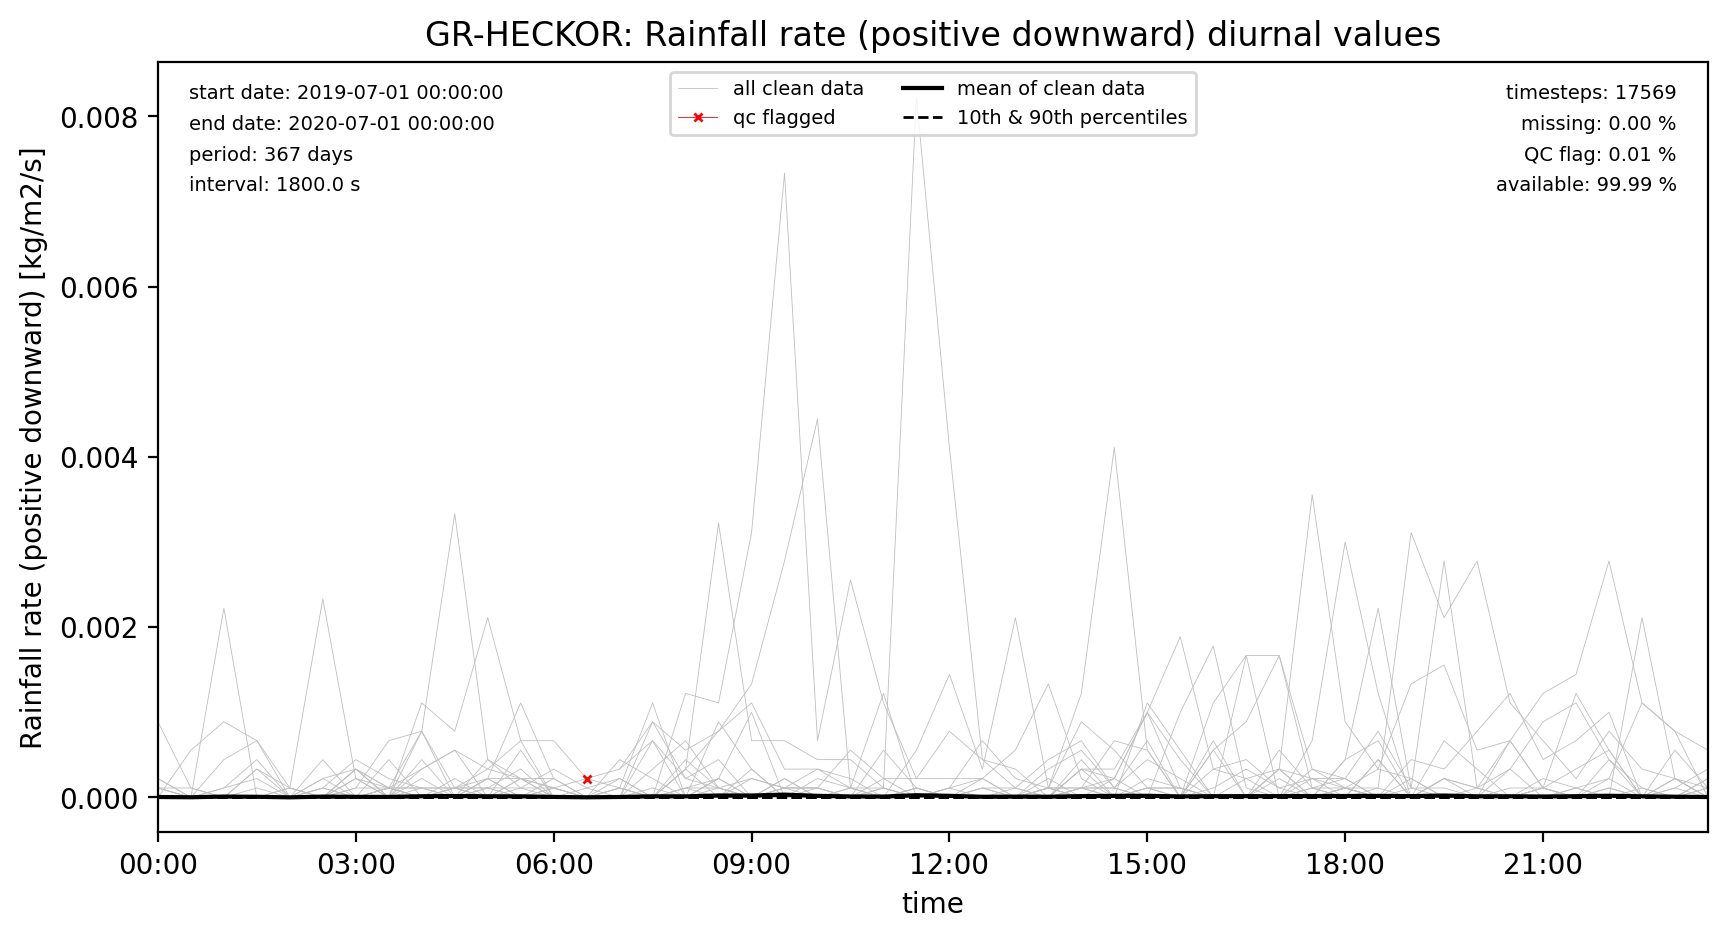 GR-HECKOR: Rainfall rate (positive downward) diurnal values
start date: 2019-07-01 00:00:00
end date: 2020-07-01 00:00:00
period: 367 days
interval: 1800.0 s
all clean data
qc flagged
mean of clean data
10th & 90th percentiles
timesteps: 17569
missing: 0.00 %
QC flag: 0.01 %
available: 99.99 %
Rainfall rate (positive downward) [kg/m2/s]
0.008
0.006
0.004
0.002
0.000
00:00 03:00 06:00 09:00 12:00 15:00 18:00 21:00
time